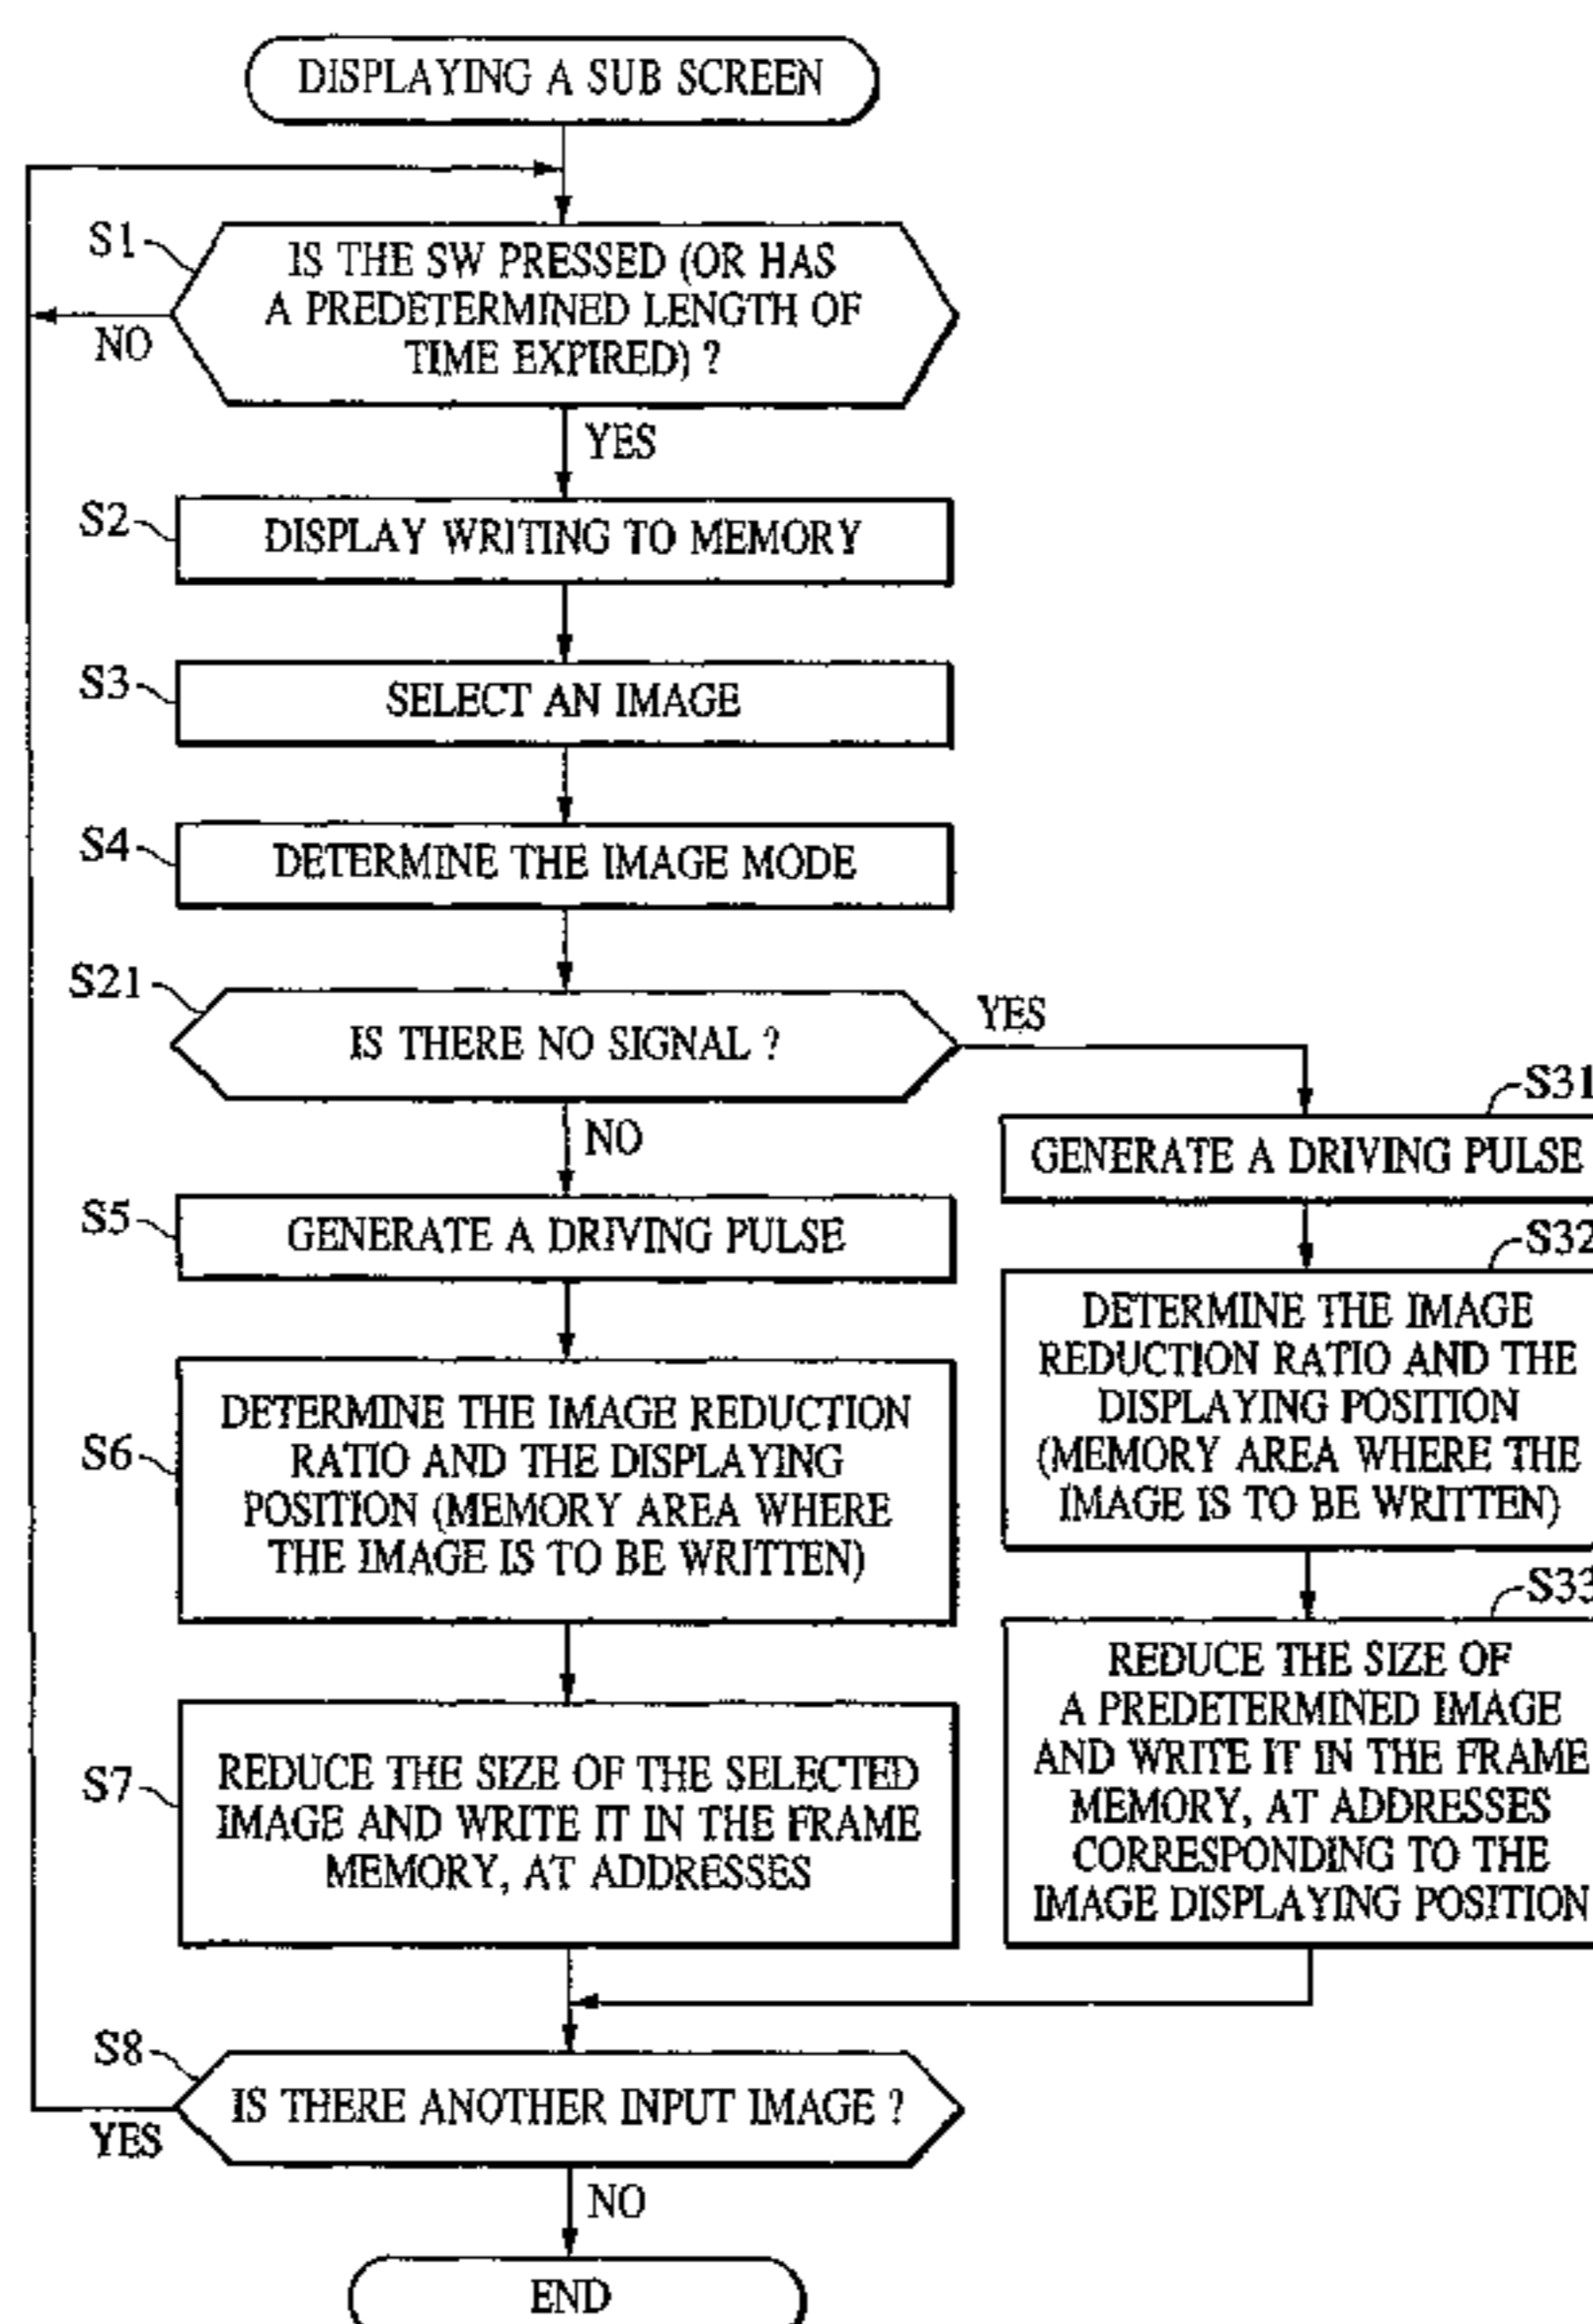 DISPLAYING A SUB SCREEN
S1
IS THE SW PRESSED (OR HAS
A PREDETERMINED LENGTH OF
TIME EXPIRED) ?
NO
YES
S2
DISPLAY WRITING TO MEMORY
S3
SELECT AN IMAGE
S4
DETERMINE THE IMAGE MODE
S21
IS THERE NO SIGNAL ?
YES
NO
S31
GENERATE A DRIVING PULSE
S5
GENERATE A DRIVING PULSE
S32
DETERMINE THE IMAGE
REDUCTION RATIO AND THE
DISPLAYING POSITION
(MEMORY AREA WHERE THE
IMAGE IS TO BE WRITTEN)
S6
DETERMINE THE IMAGE REDUCTION
RATIO AND THE DISPLAYING
POSITION (MEMORY AREA WHERE
THE IMAGE IS TO BE WRITTEN)
S33
REDUCE THE SIZE OF
A PREDETERMINED IMAGE
AND WRITE IT IN THE FRAME
MEMORY, AT ADDRESSES
CORRESPONDING TO THE
IMAGE DISPLAYING POSITION
S7
REDUCE THE SIZE OF THE SELECTED
IMAGE AND WRITE IT IN THE FRAME
MEMORY, AT ADDRESSES
S8
IS THERE ANOTHER INPUT IMAGE ?
YES
NO
END